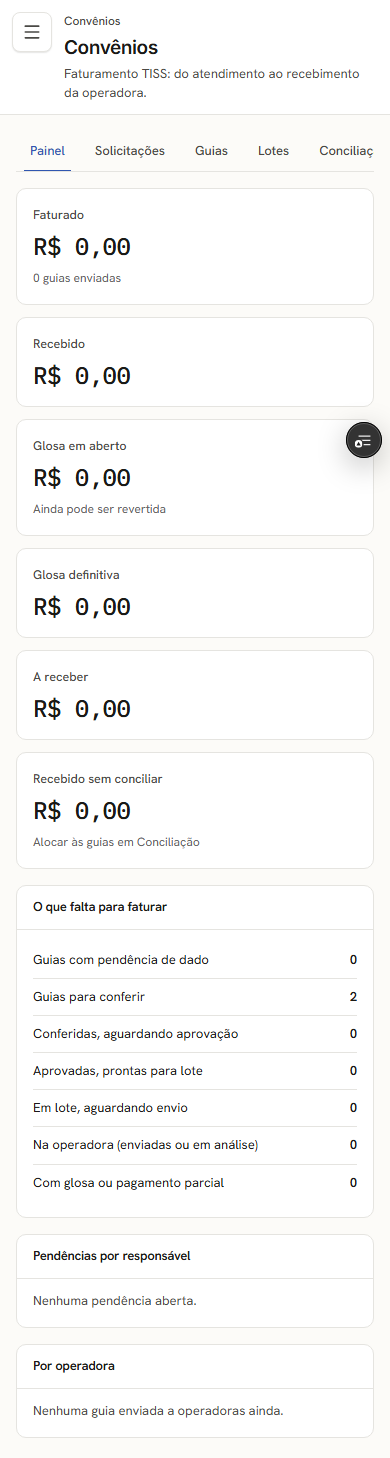 Convênios
Convênios
Faturamento TISS: do atendimento ao recebimento
da operadora.
Painel
Solicitações
Guias
Lotes
Conciliaç
Faturado
R$ 0,00
0 guias enviadas
Recebido
R$ 0,00
Glosa em aberto
R$ 0,00
Ainda pode ser revertida
Glosa definitiva
R$ 0,00
A receber
R$ 0,00
Recebido sem conciliar
R$ 0,00
Alocar às guias em Conciliação
O que falta para faturar
Guias com pendência de dado 0
Guias para conferir 2
Conferidas, aguardando aprovação 0
Aprovadas, prontas para lote 0
Em lote, aguardando envio 0
Na operadora (enviadas ou em análise) 0
Com glosa ou pagamento parcial 0
Pendências por responsável
Nenhuma pendência aberta.
Por operadora
Nenhuma guia enviada a operadoras ainda.